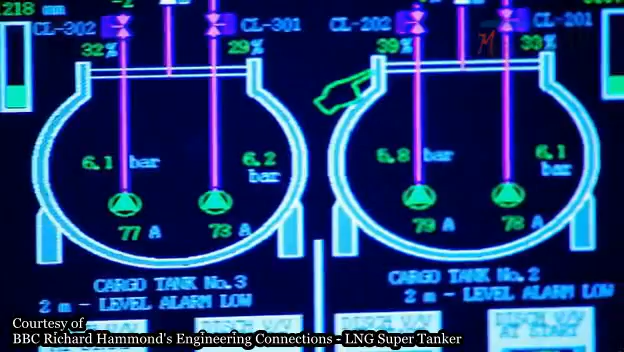 218 mm
CL-302
CL-301
CL-202
CL-201
32%
29%
39%
6.1 bar
6.2 bar
6.8 bar
6.1 bar
77 A
73 A
79 A
78 A
CARGO TANK No.3
2 m - LEVEL ALARM LOW
CARGO TANK No.2
2 m - LEVEL ALARM LOW
DISCH V/V
AT START
Courtesy of
BBC Richard Hammond's Engineering Connections - LNG Super Tanker